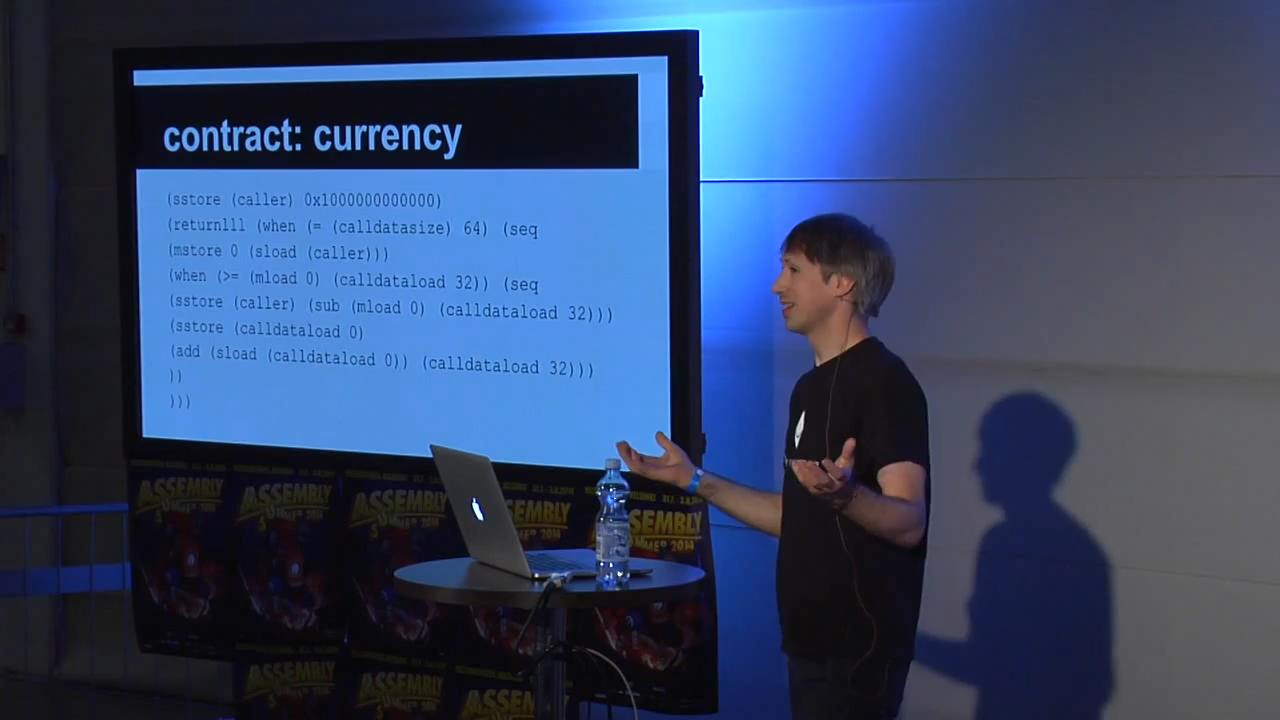 contract: currency
(sstore (caller) 0x1000000000000)
(returnlll (when (= (calldatasize) 64) (seq
(mstore 0 (sload (caller)))
(when (>= (mload 0) (calldataload 32)) (seq
(sstore (caller) (sub (mload 0) (calldataload 32)))
(sstore (calldataload 0)
(add (sload (calldataload 0)) (calldataload 32)))
))
)))
ASSEMBLY ASSEMBLY ASSEMBLY
SUMMER 2014
ASSEMBLY ASSEMBLY